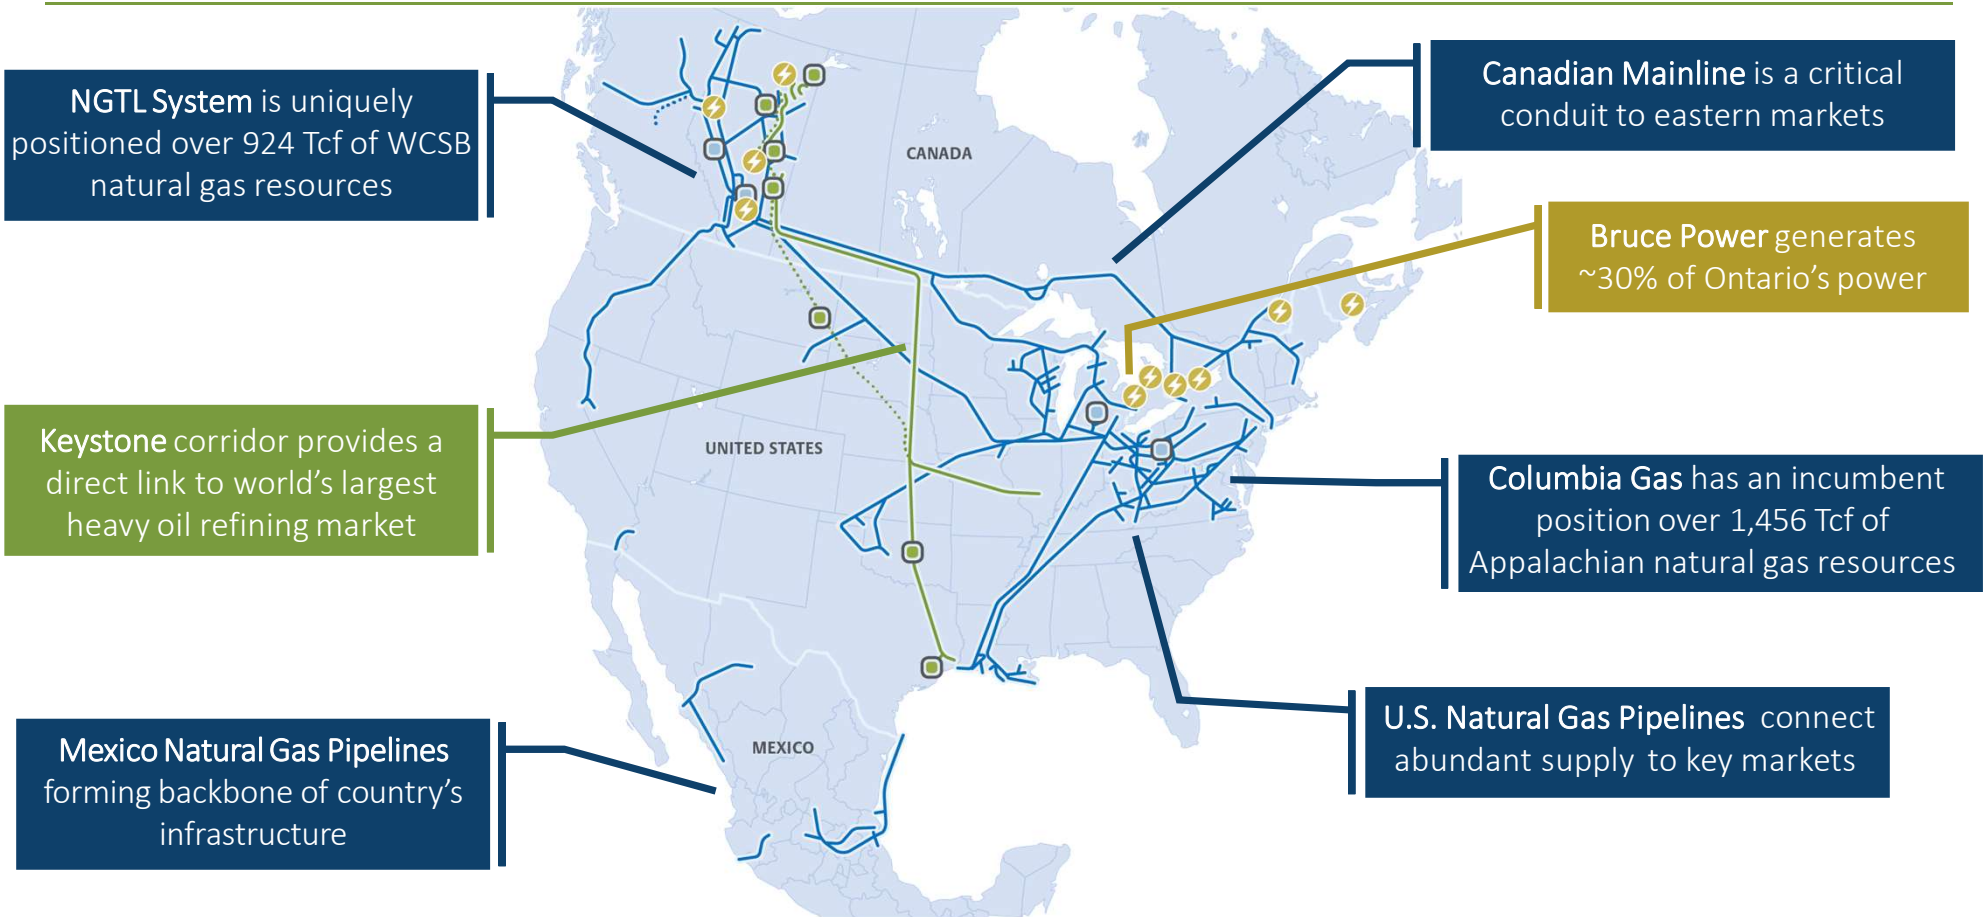 NGTL System is uniquely
positioned over 924 Tcf of WCSB
natural gas resources
Keystone corridor provides a
direct link to world's largest
heavy oil refining market
Mexico Natural Gas Pipelines
forming backbone of country's
infrastructure
CANADA
UNITED STATES
MEXICO
Canadian Mainline is a critical
conduit to eastern markets
Bruce Power generates
~30% of Ontario's power
Columbia Gas has an incumbent
position over 1,456 Tcf of
Appalachian natural gas resources
U.S. Natural Gas Pipelines connect
abundant supply to key markets